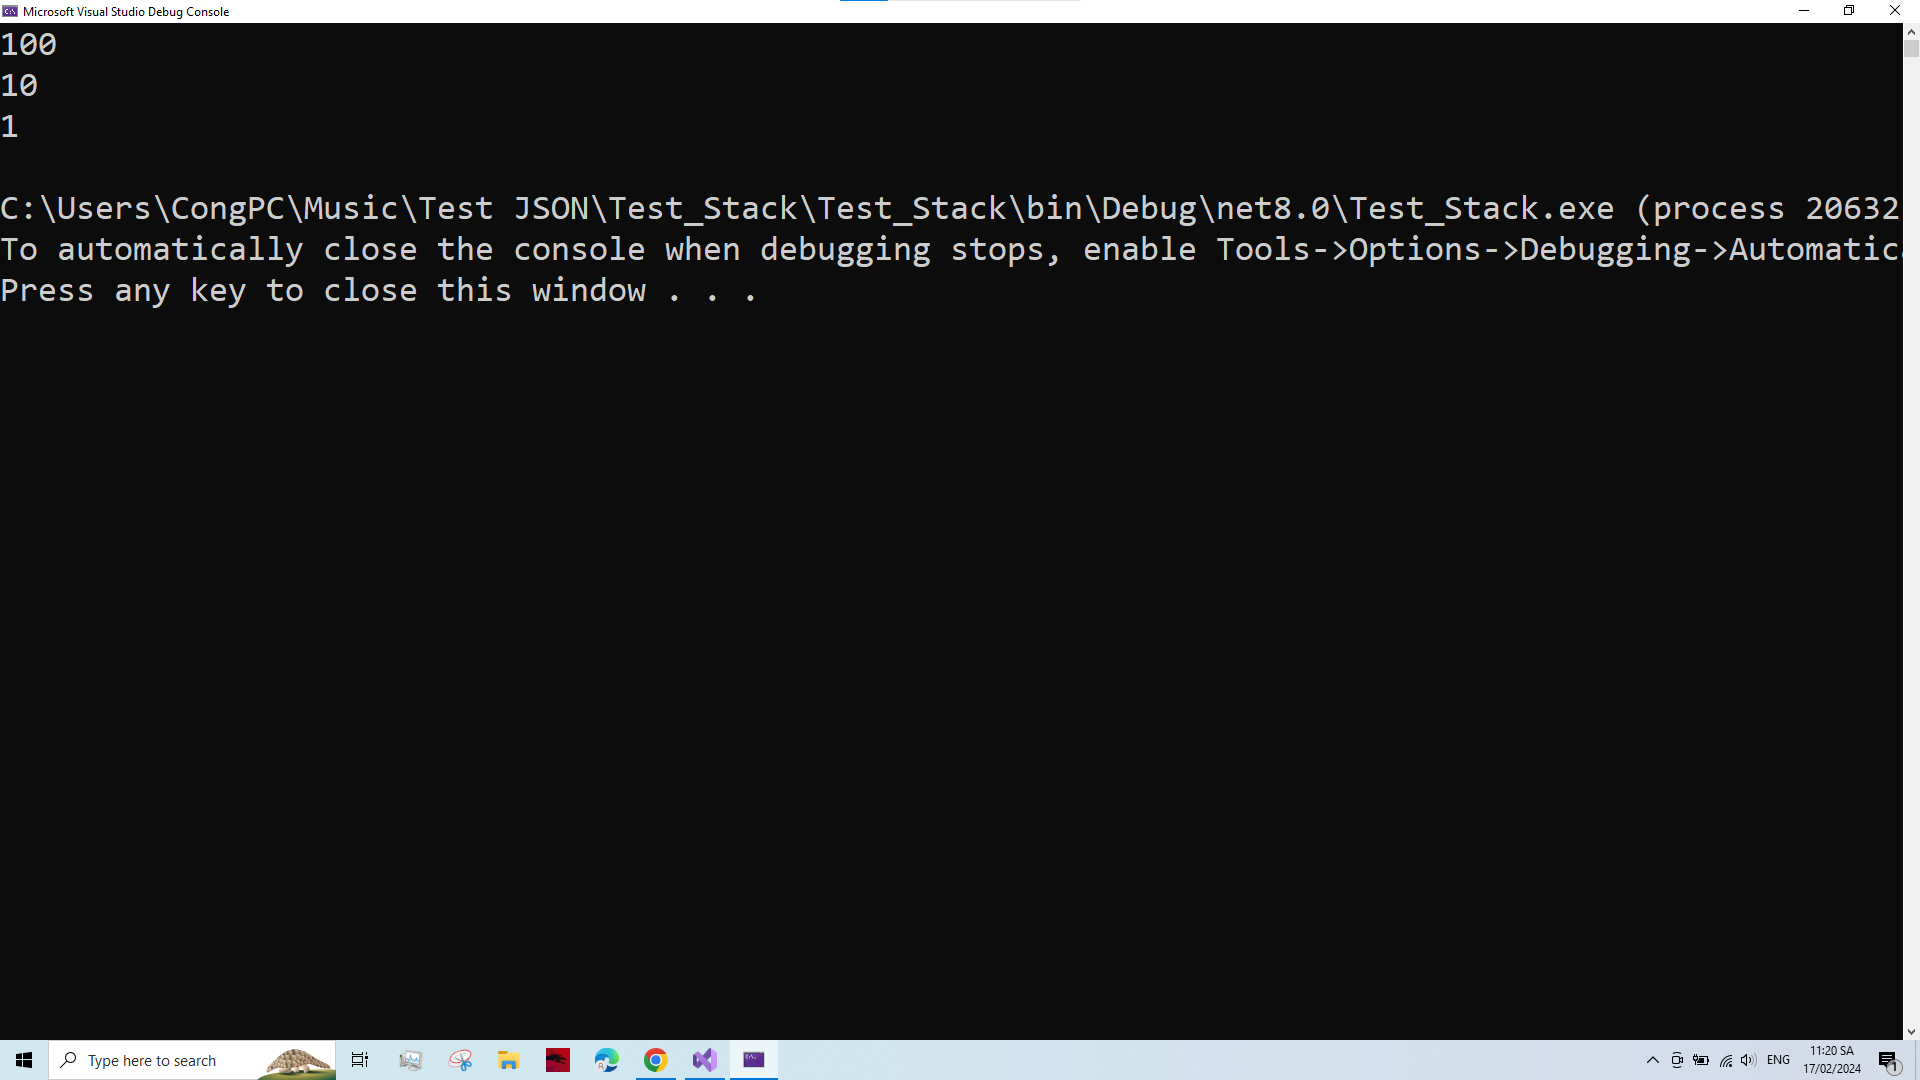 Microsoft Visual Studio Debug Console
100
10
1
C:\Users\CongPC\Music\Test JSON\Test_Stack\Test_Stack\bin\Debug\net8.0\Test_Stack.exe (process 20632
To automatically close the console when debugging stops, enable Tools->Options->Debugging->Automatic
Press any key to close this window . . .
Type here to search
ENG
11:20 SA
17/02/2024
1